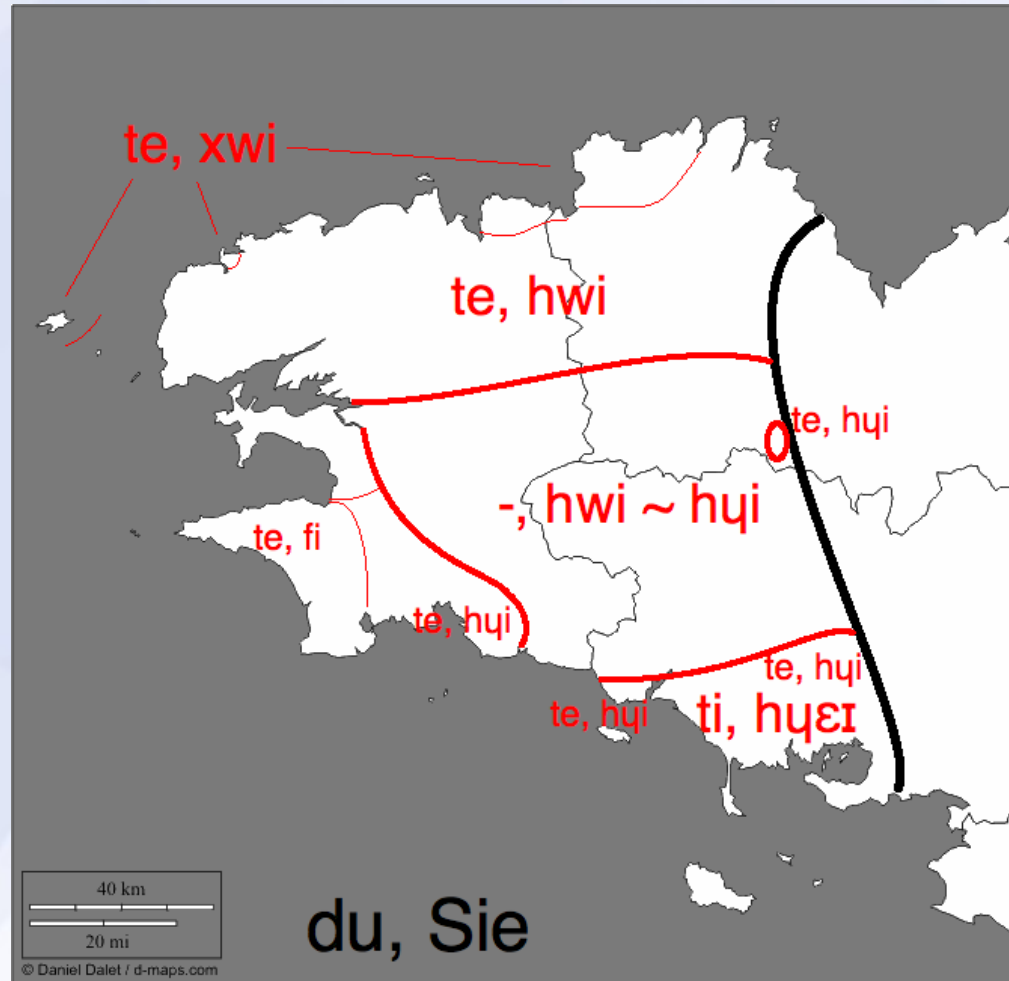 te, xwi
te, hwi
te, hɥi
-, hwi ~ hɥi
te, fi
te, hɥi
te, hɥi
te, hɥi
ti, hɥɛɪ
40 km
20 mi
du, Sie
© Daniel Dalet / d-maps.com